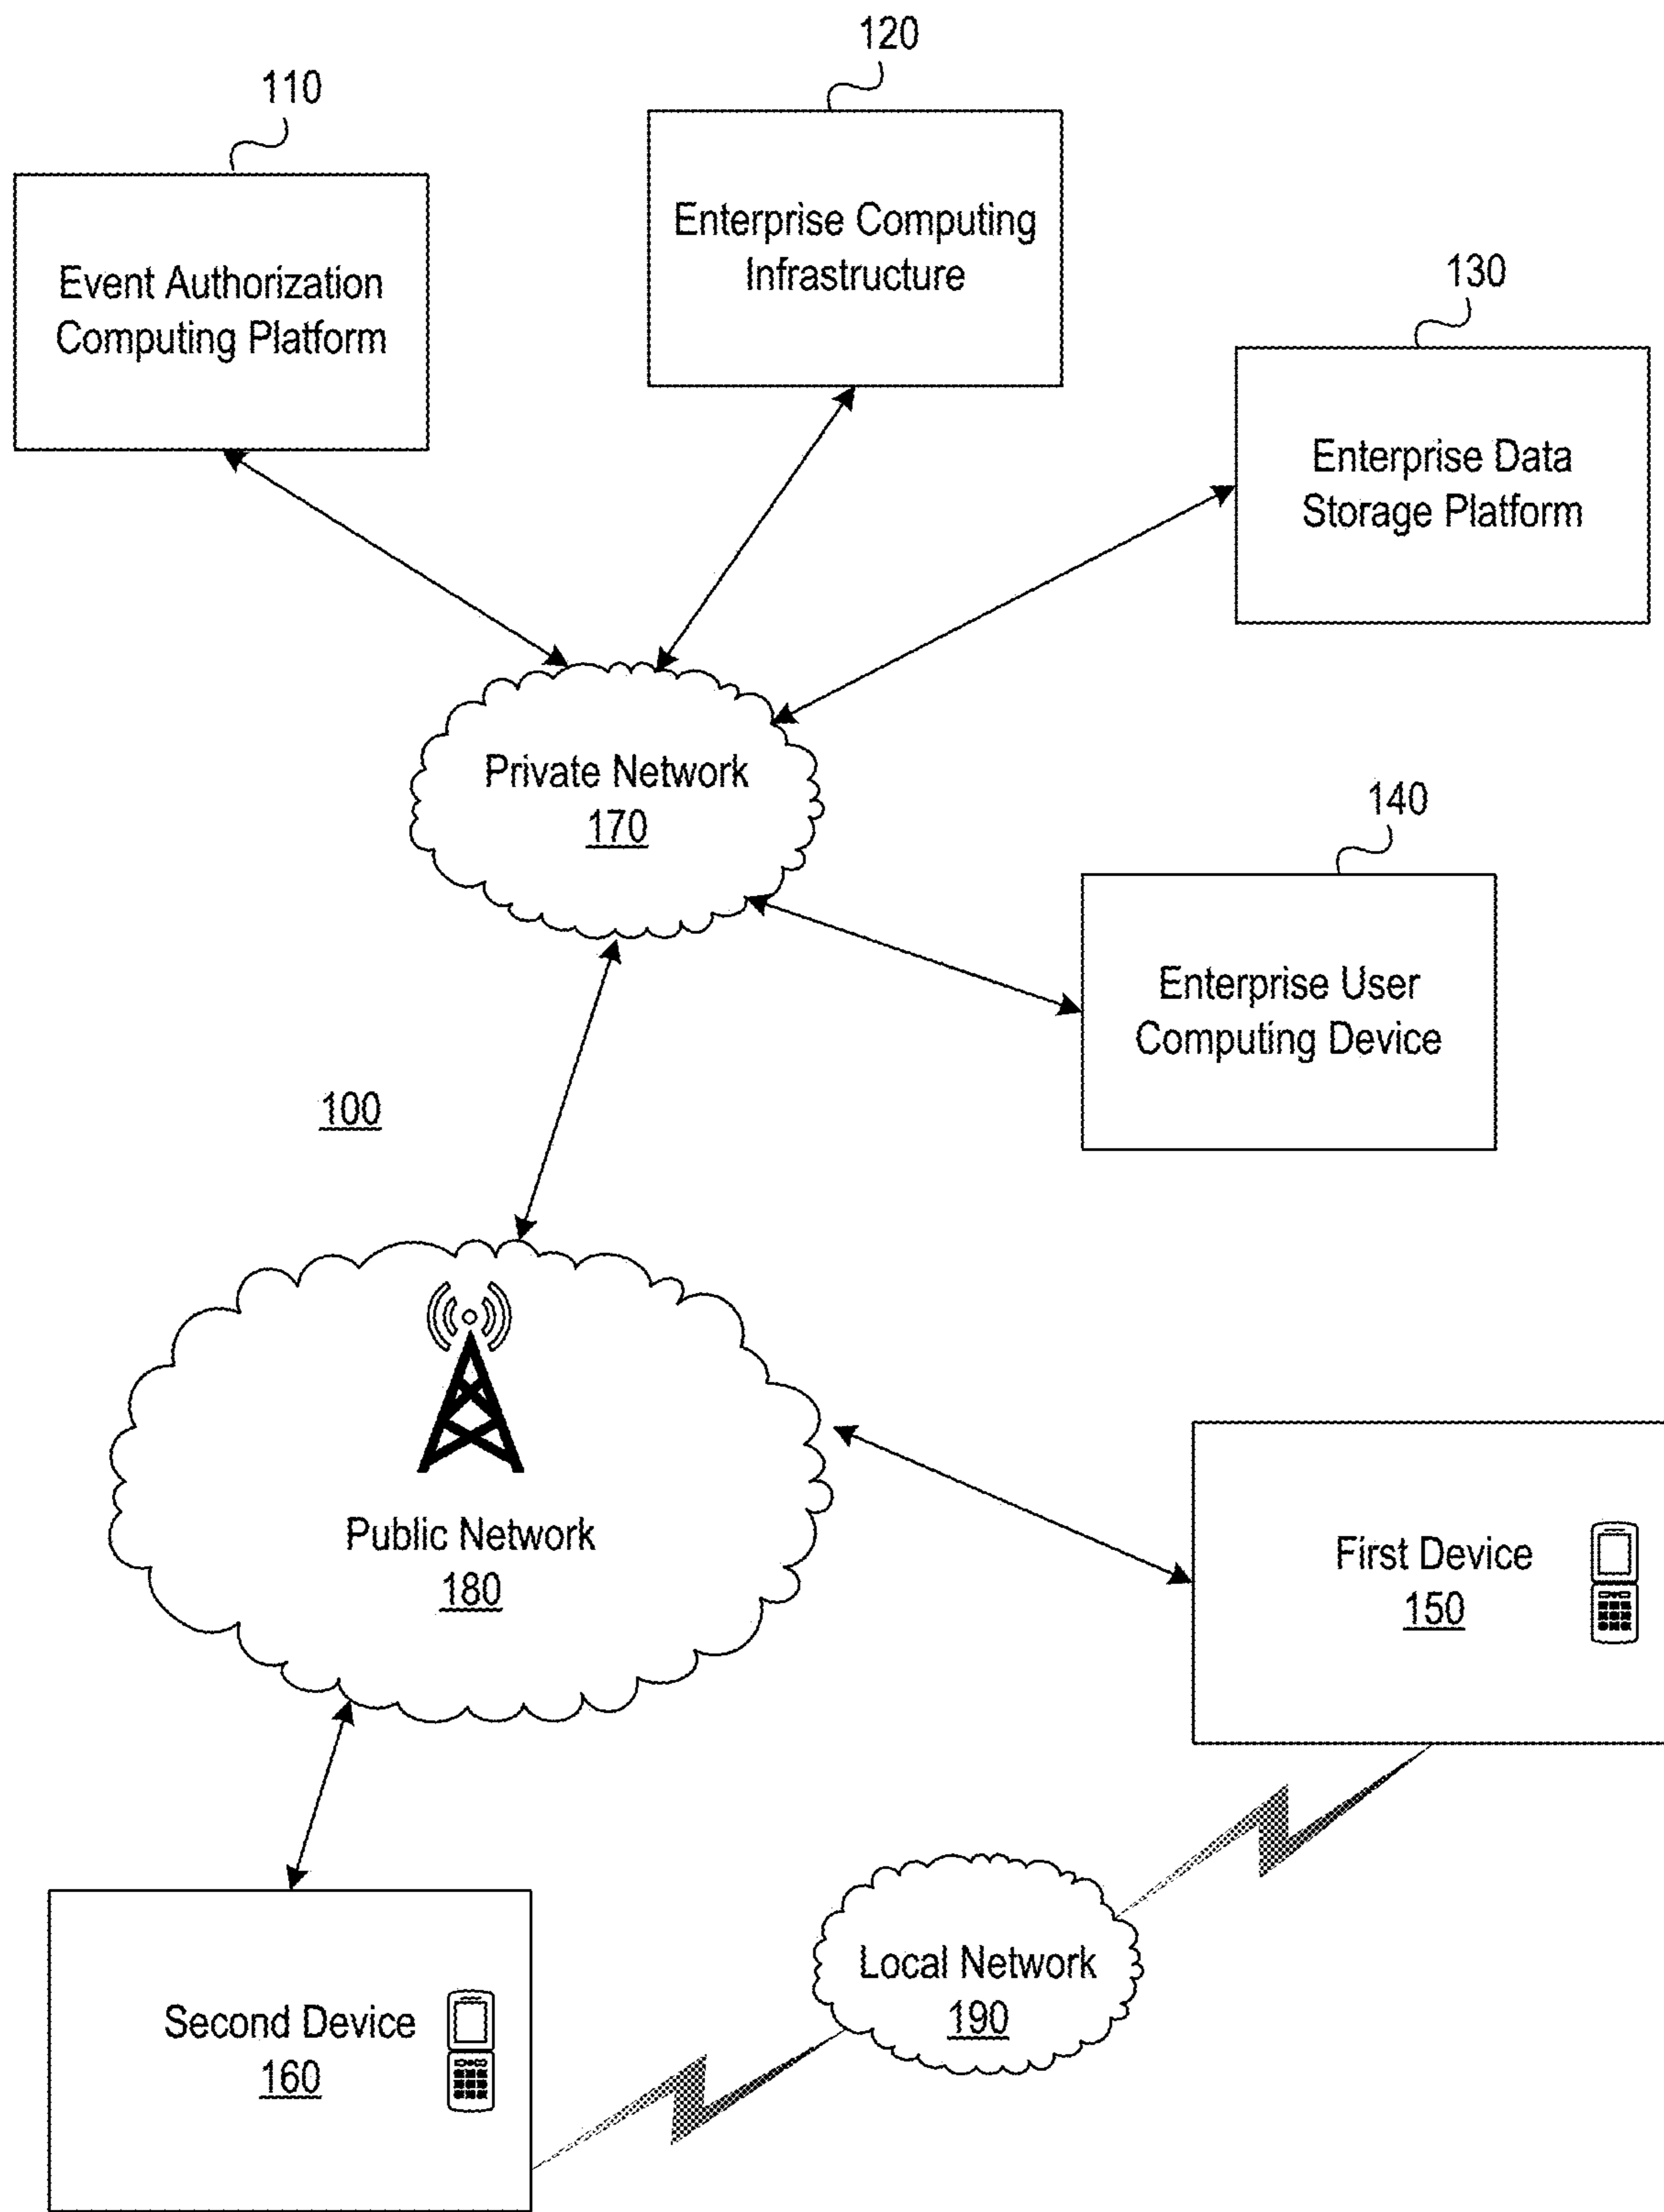 120
110
Enterprise Computing
Infrastructure
Event Authorization
Computing Platform
130
Enterprise Data
Storage Platform
Private Network
170
140
Enterprise User
Computing Device
100
Public Network
180
First Device
150
Local Network
190
Second Device
160